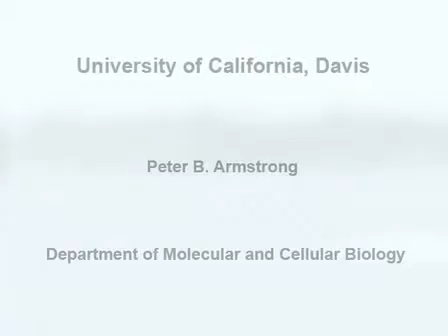 University of California, Davis
Peter B. Armstrong
Department of Molecular and Cellular Biology